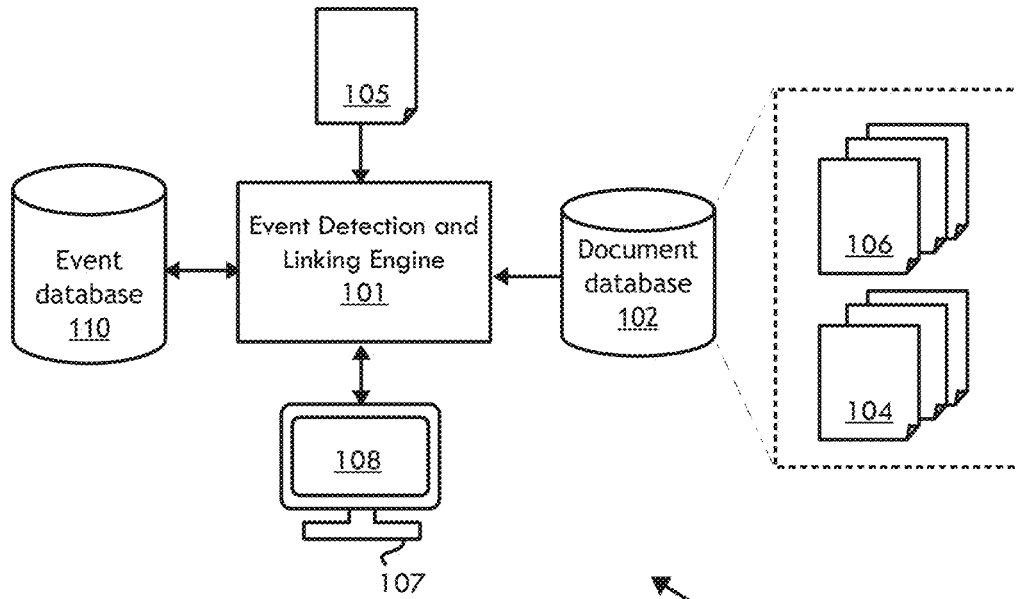 105
Event Detection and
Linking Engine
101
Event
database
110
Document
database
102
106
104
108
107